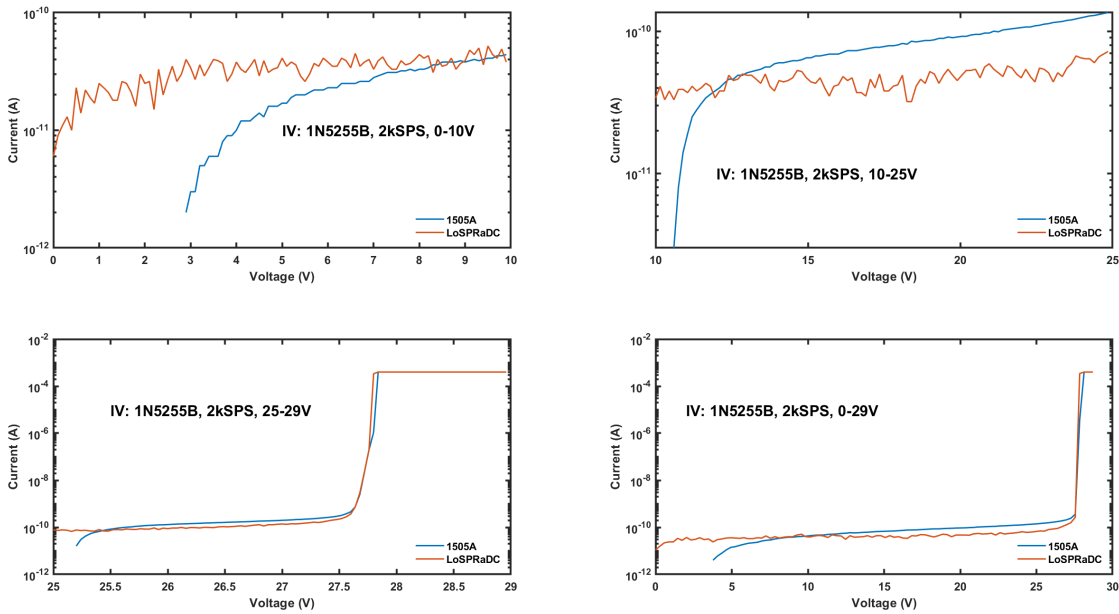 10^-10
10^-11
10^-12
Current (A)
IV: 1N5255B, 2kSPS, 0-10V
1505A
LoSPRaDC
0 1 2 3 4 5 6 7 8 9 10
Voltage (V)
10^-10
10^-11
Current (A)
IV: 1N5255B, 2kSPS, 10-25V
1505A
LoSPRaDC
10 15 20 25
Voltage (V)
10^-2
10^-4
10^-6
10^-8
10^-10
10^-12
Current (A)
IV: 1N5255B, 2kSPS, 25-29V
1505A
LoSPRaDC
25 25.5 26 26.5 27 27.5 28 28.5 29
Voltage (V)
10^-2
10^-4
10^-6
10^-8
10^-10
10^-12
Current (A)
IV: 1N5255B, 2kSPS, 0-29V
1505A
LoSPRaDC
0 5 10 15 20 25 30
Voltage (V)